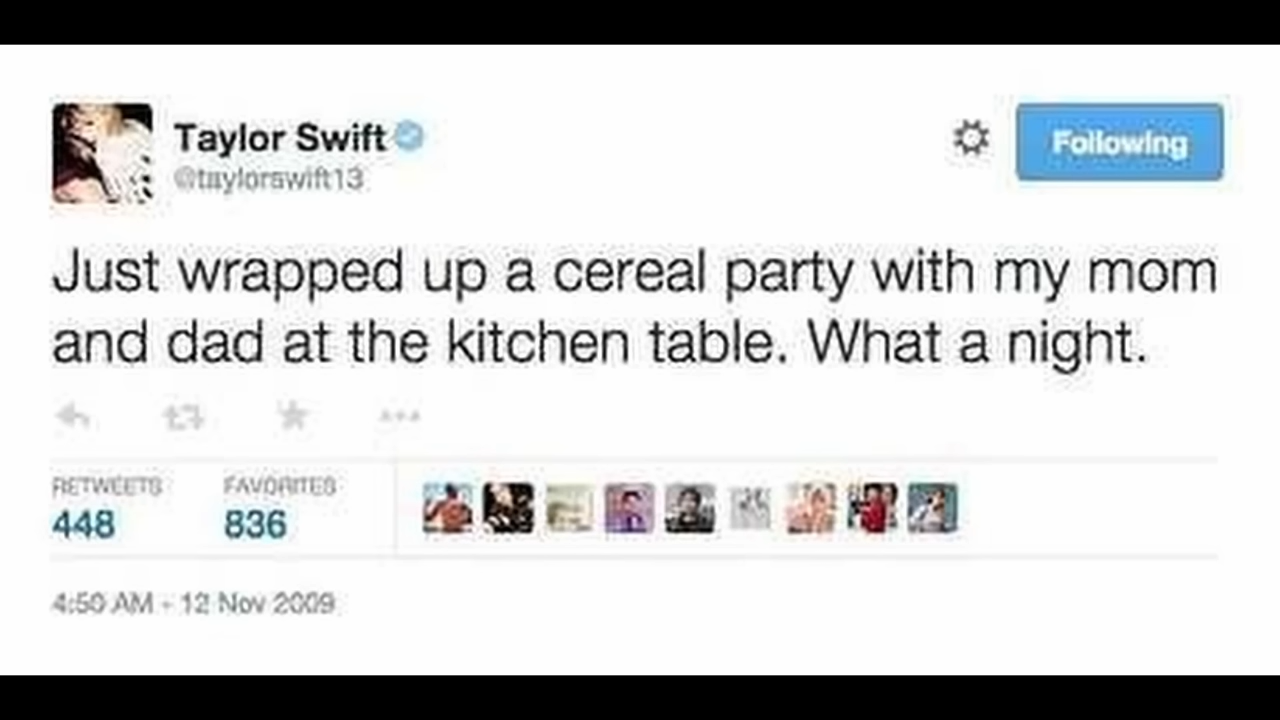 Taylor Swift
@taylorswift13
Following
Just wrapped up a cereal party with my mom
and dad at the kitchen table. What a night.
RETWEETS FAVORITES
448 836
4:50 AM - 12 Nov 2009